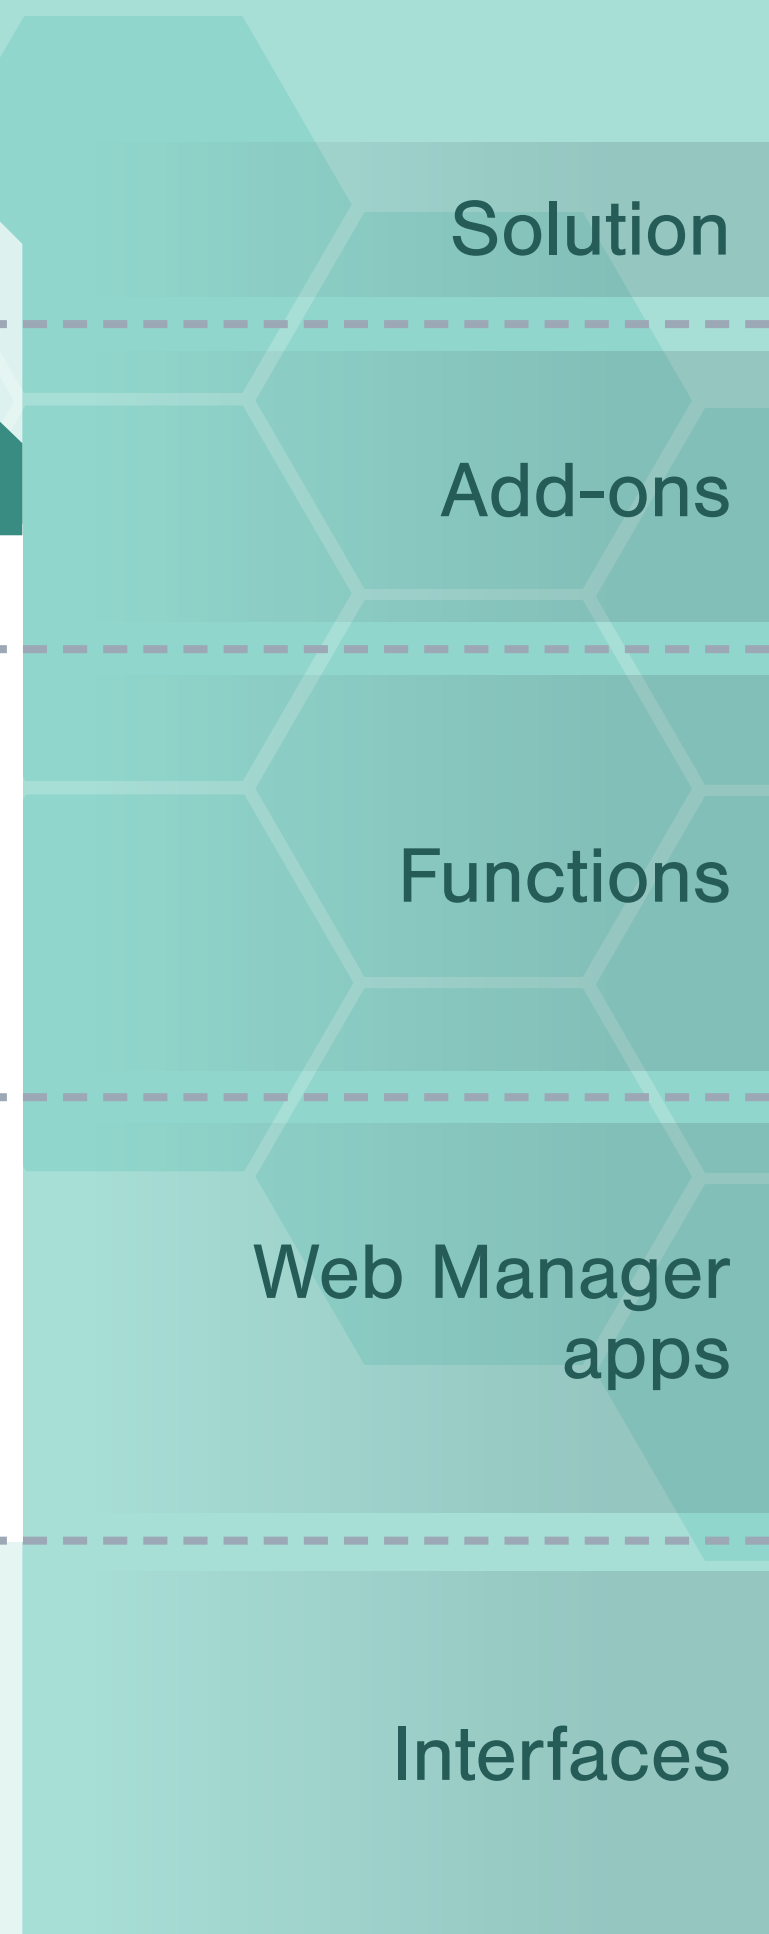 Solution
Add-ons
Functions
Web Manager
apps
Interfaces